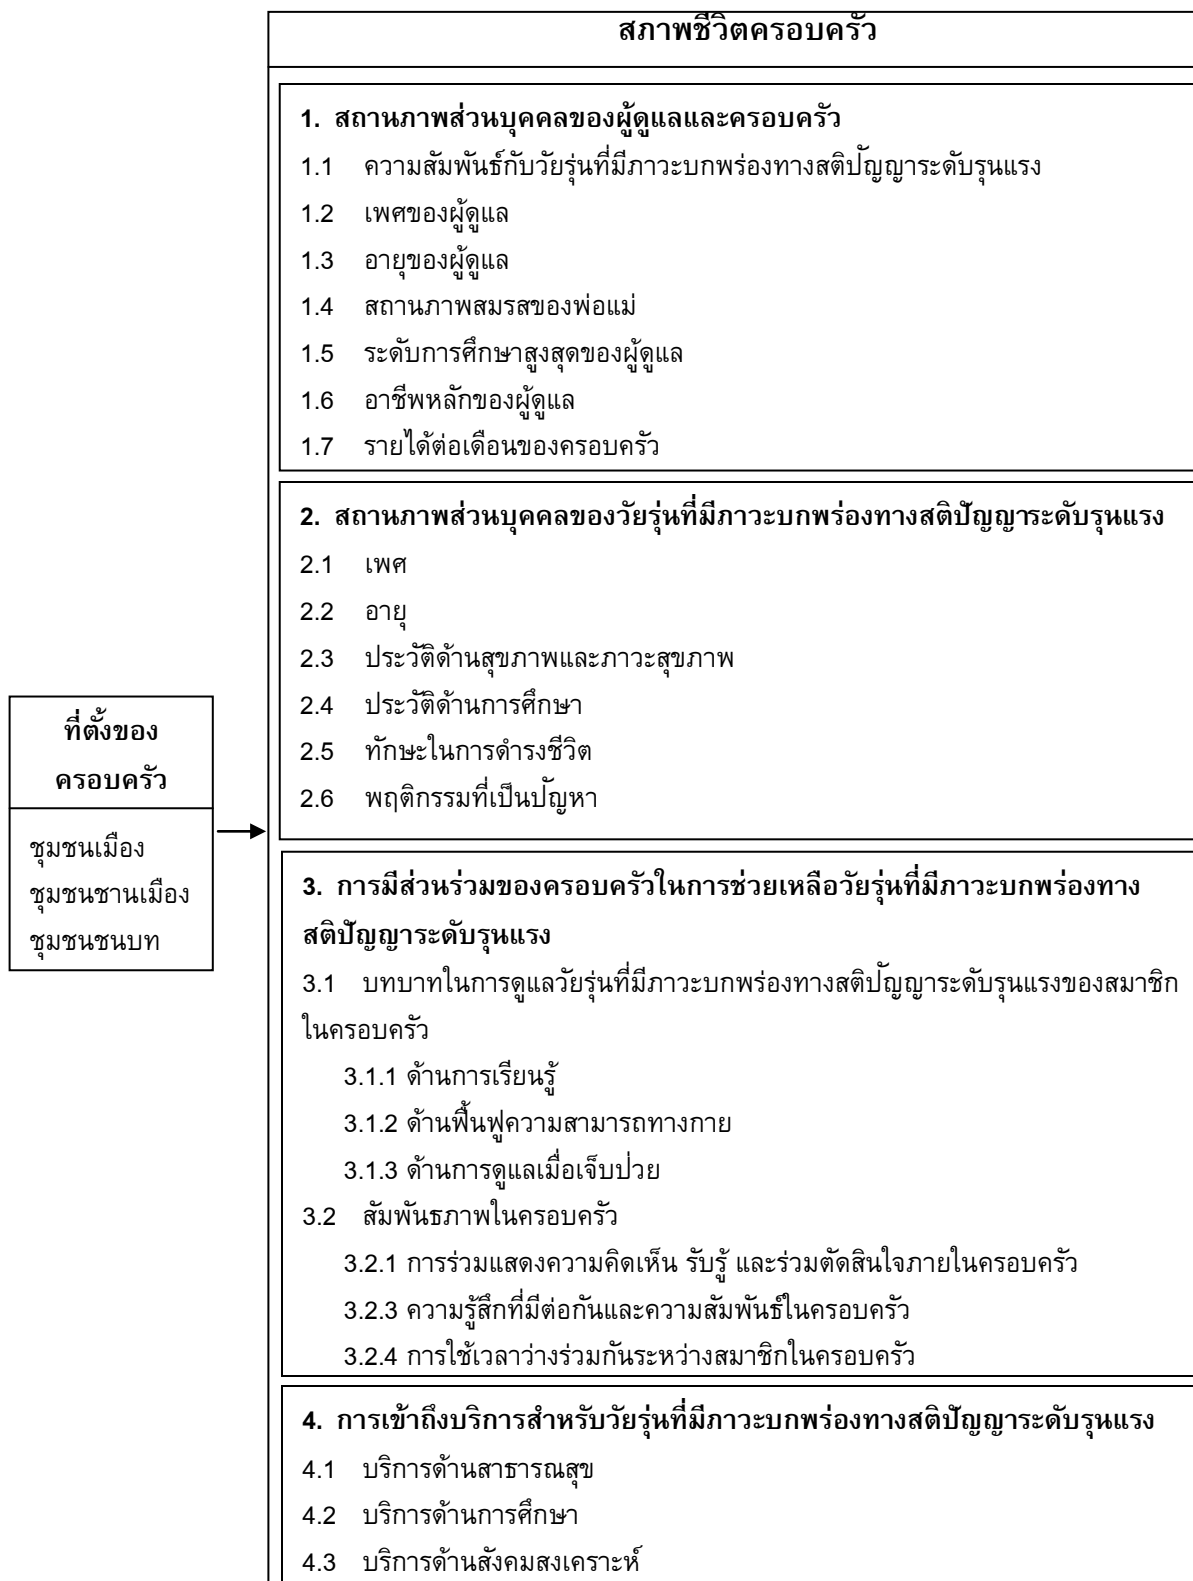 สภาพชีวิตครอบครัว
1. สถานภาพส่วนบุคคลของผู้ดูแลและครอบครัว
1.1 ความสัมพันธ์กับวัยรุ่นที่มีภาวะบกพร่องทางสติปัญญาระดับรุนแรง
1.2 เพศของผู้ดูแล
1.3 อายุของผู้ดูแล
1.4 สถานภาพสมรสของพ่อแม่
1.5 ระดับการศึกษาสูงสุดของผู้ดูแล
1.6 อาชีพหลักของผู้ดูแล
1.7 รายได้ต่อเดือนของครอบครัว
2. สถานภาพส่วนบุคคลของวัยรุ่นที่มีภาวะบกพร่องทางสติปัญญาระดับรุนแรง
2.1 เพศ
2.2 อายุ
2.3 ประวัติด้านสุขภาพและภาวะสุขภาพ
2.4 ประวัติด้านการศึกษา
2.5 ทักษะในการดำรงชีวิต
2.6 พฤติกรรมที่เป็นปัญหา
ที่ตั้งของ
ครอบครัว
ชุมชนเมือง
ชุมชนชานเมือง
ชุมชนชนบท
3. การมีส่วนร่วมของครอบครัวในการช่วยเหลือวัยรุ่นที่มีภาวะบกพร่องทาง
สติปัญญาระดับรุนแรง
3.1 บทบาทในการดูแลวัยรุ่นที่มีภาวะบกพร่องทางสติปัญญาระดับรุนแรงของสมาชิก
ในครอบครัว
3.1.1 ด้านการเรียนรู้
3.1.2 ด้านฟื้นฟูความสามารถทางกาย
3.1.3 ด้านการดูแลเมื่อเจ็บป่วย
3.2 สัมพันธภาพในครอบครัว
3.2.1 การร่วมแสดงความคิดเห็น รับรู้ และร่วมตัดสินใจภายในครอบครัว
3.2.3 ความรู้สึกที่มีต่อกันและความสัมพันธ์ในครอบครัว
3.2.4 การใช้เวลาว่างร่วมกันระหว่างสมาชิกในครอบครัว
4. การเข้าถึงบริการสำหรับวัยรุ่นที่มีภาวะบกพร่องทางสติปัญญาระดับรุนแรง
4.1 บริการด้านสาธารณสุข
4.2 บริการด้านการศึกษา
4.3 บริการด้านสังคมสงเคราะห์